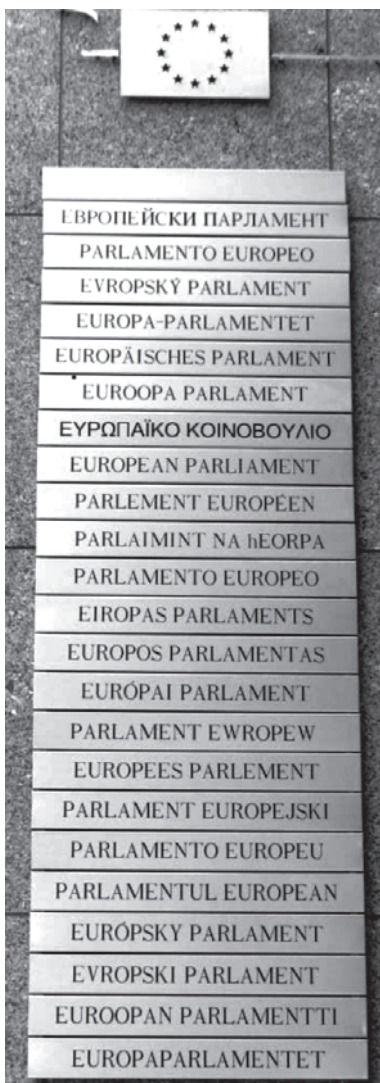 ЕВРОПЕЙСКИ ПАРЛАМЕНТ
PARLAMENTO EUROPEO
EVROPSKÝ PARLAMENT
EUROPA-PARLAMENTET
EUROPÄISCHES PARLAMENT
EUROOPA PARLAMENT
ΕΥΡΩΠΑΪΚΟ ΚΟΙΝΟΒΟΥΛΙΟ
EUROPEAN PARLIAMENT
PARLEMENT EUROPÉEN
PARLAIMINT NA hEORPA
PARLAMENTO EUROPEO
EIROPAS PARLAMENTS
EUROPOS PARLAMENTAS
EURÓPAI PARLAMENT
PARLAMENT EWROPEW
EUROPEES PARLEMENT
PARLAMENT EUROPEJSKI
PARLAMENTO EUROPEU
PARLAMENTUL EUROPEAN
EURÓPSKY PARLAMENT
EVROPSKI PARLAMENT
EUROOPAN PARLAMENTTI
EUROPAPARLAMENTET